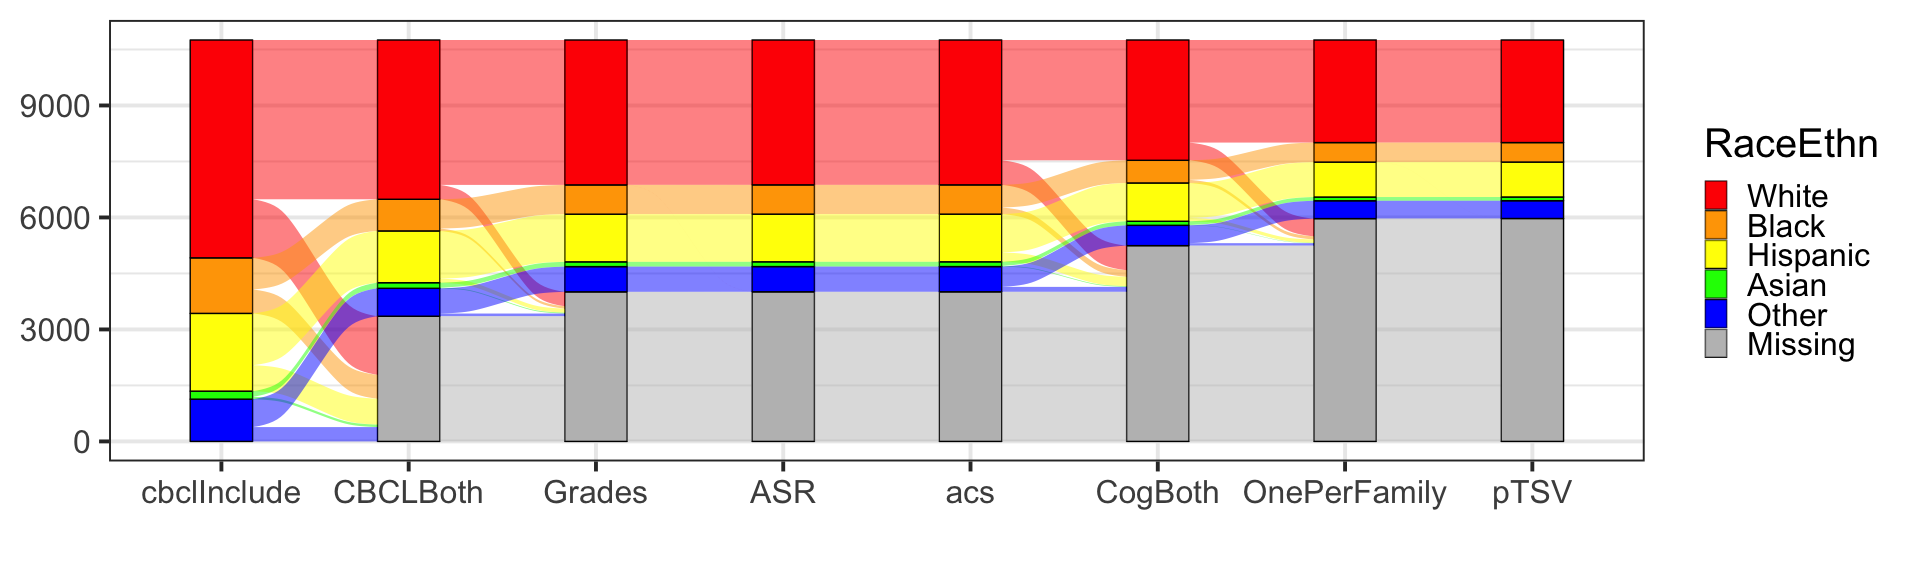 9000
6000
3000
0
cbclInclude
CBCLBoth
Grades
ASR
acs
CogBoth
OnePerFamily
pTSV
RaceEthn
White
Black
Hispanic
Asian
Other
Missing